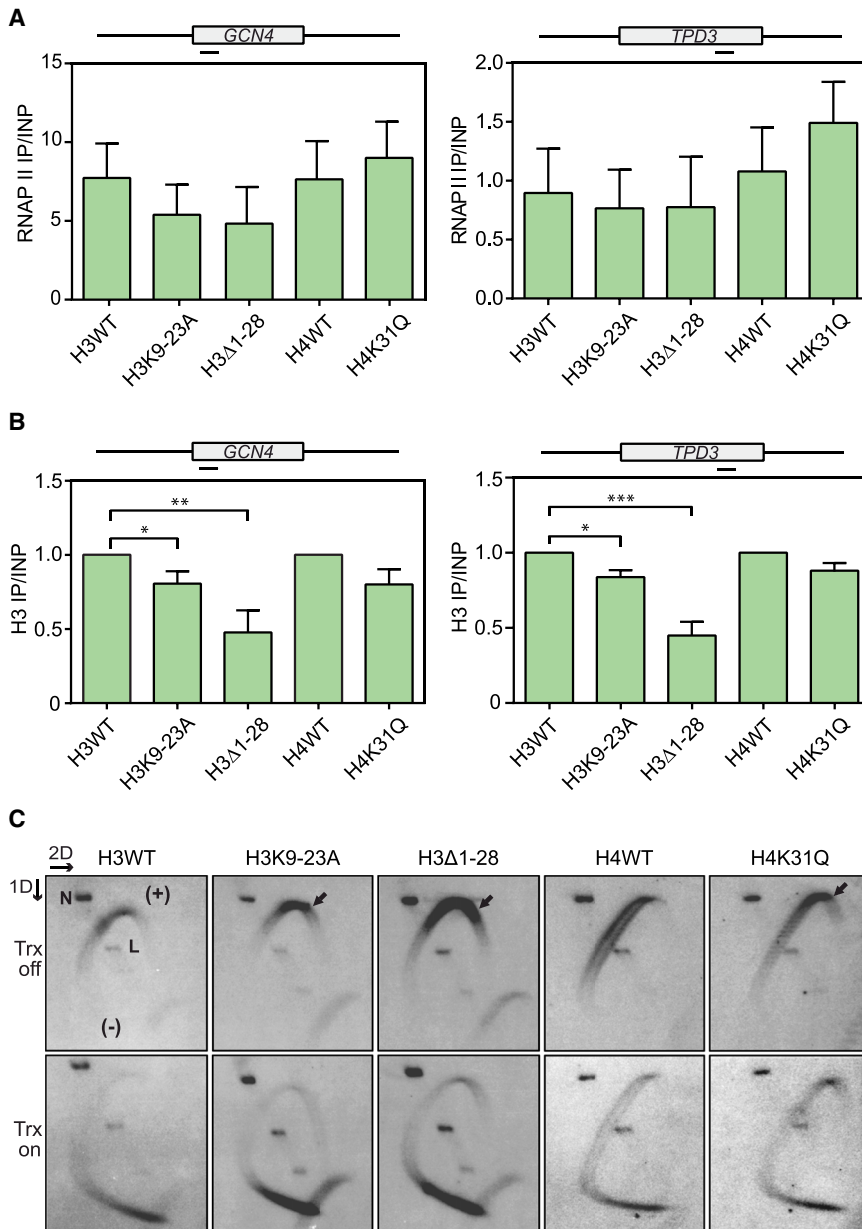 A
GCN4
TPD3
RNAP II IP/INP
15
10
5
0
H3WT
H3K9-23A
H3Δ1-28
H4WT
H4K31Q
RNAP II IP/INP
2.0
1.5
1.0
0.5
0.0
H3WT
H3K9-23A
H3Δ1-28
H4WT
H4K31Q
B
GCN4
TPD3
H3 IP/INP
1.5
1.0
0.5
0
**
*
H3WT
H3K9-23A
H3Δ1-28
H4WT
H4K31Q
H3 IP/INP
1.5
1.0
0.5
0
***
*
H3WT
H3K9-23A
H3Δ1-28
H4WT
H4K31Q
C
2D
H3WT
H3K9-23A
H3Δ1-28
H4WT
H4K31Q
1D
N
(+)
L
(-)
Trx off
Trx on